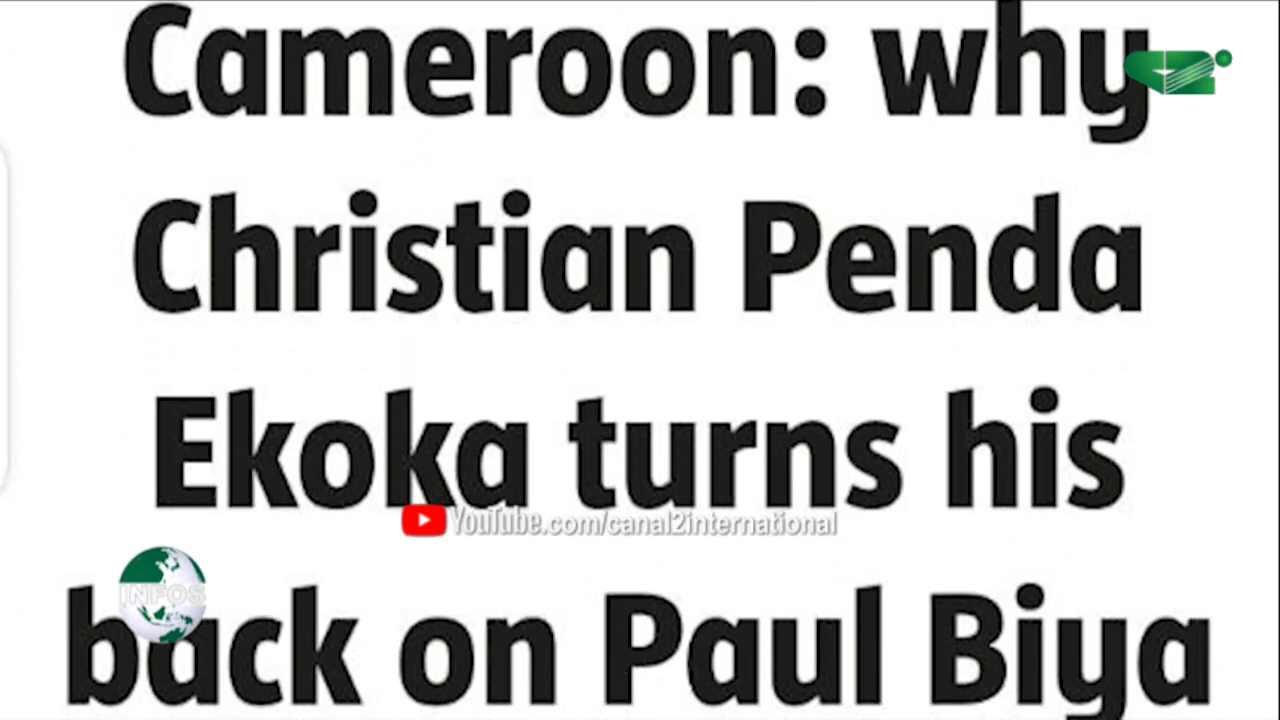 Cameroon: why
Christian Penda
Ekoka turns his
YouTube.com/canal2international
INFOS
back on Paul Biya